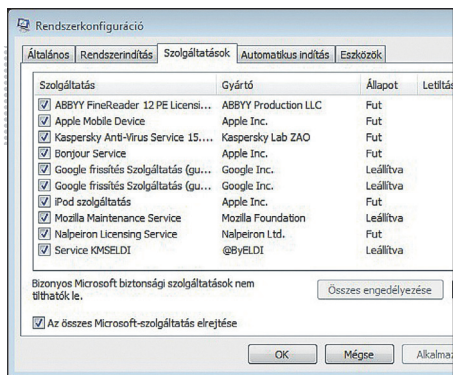 Rendszerkonfiguráció
Általános Rendszerindítás Szolgáltatások Automatikus indítás Eszközök
Szolgáltatás Gyártó Állapot Letiltás
ABBYY FineReader 12 PE Licensi... ABBYY Production LLC Fut
Apple Mobile Device Apple Inc. Fut
Kaspersky Anti-Virus Service 15.... Kaspersky Lab ZAO Fut
Bonjour Service Apple Inc. Fut
Google frissítés Szolgáltatás (gu... Google Inc. Leállítva
Google frissítés Szolgáltatás (gu... Google Inc. Leállítva
iPod szolgáltatás Apple Inc. Fut
Mozilla Maintenance Service Mozilla Foundation Leállítva
Nalpeiron Licensing Service Nalpeiron Ltd. Fut
Service KMSELDI @ByELDI Leállítva
Bizonyos Microsoft biztonsági szolgáltatások nem
tilthatók le.
Összes engedélyezése
Az összes Microsoft-szolgáltatás elrejtése
OK Mégse Alkalmaz